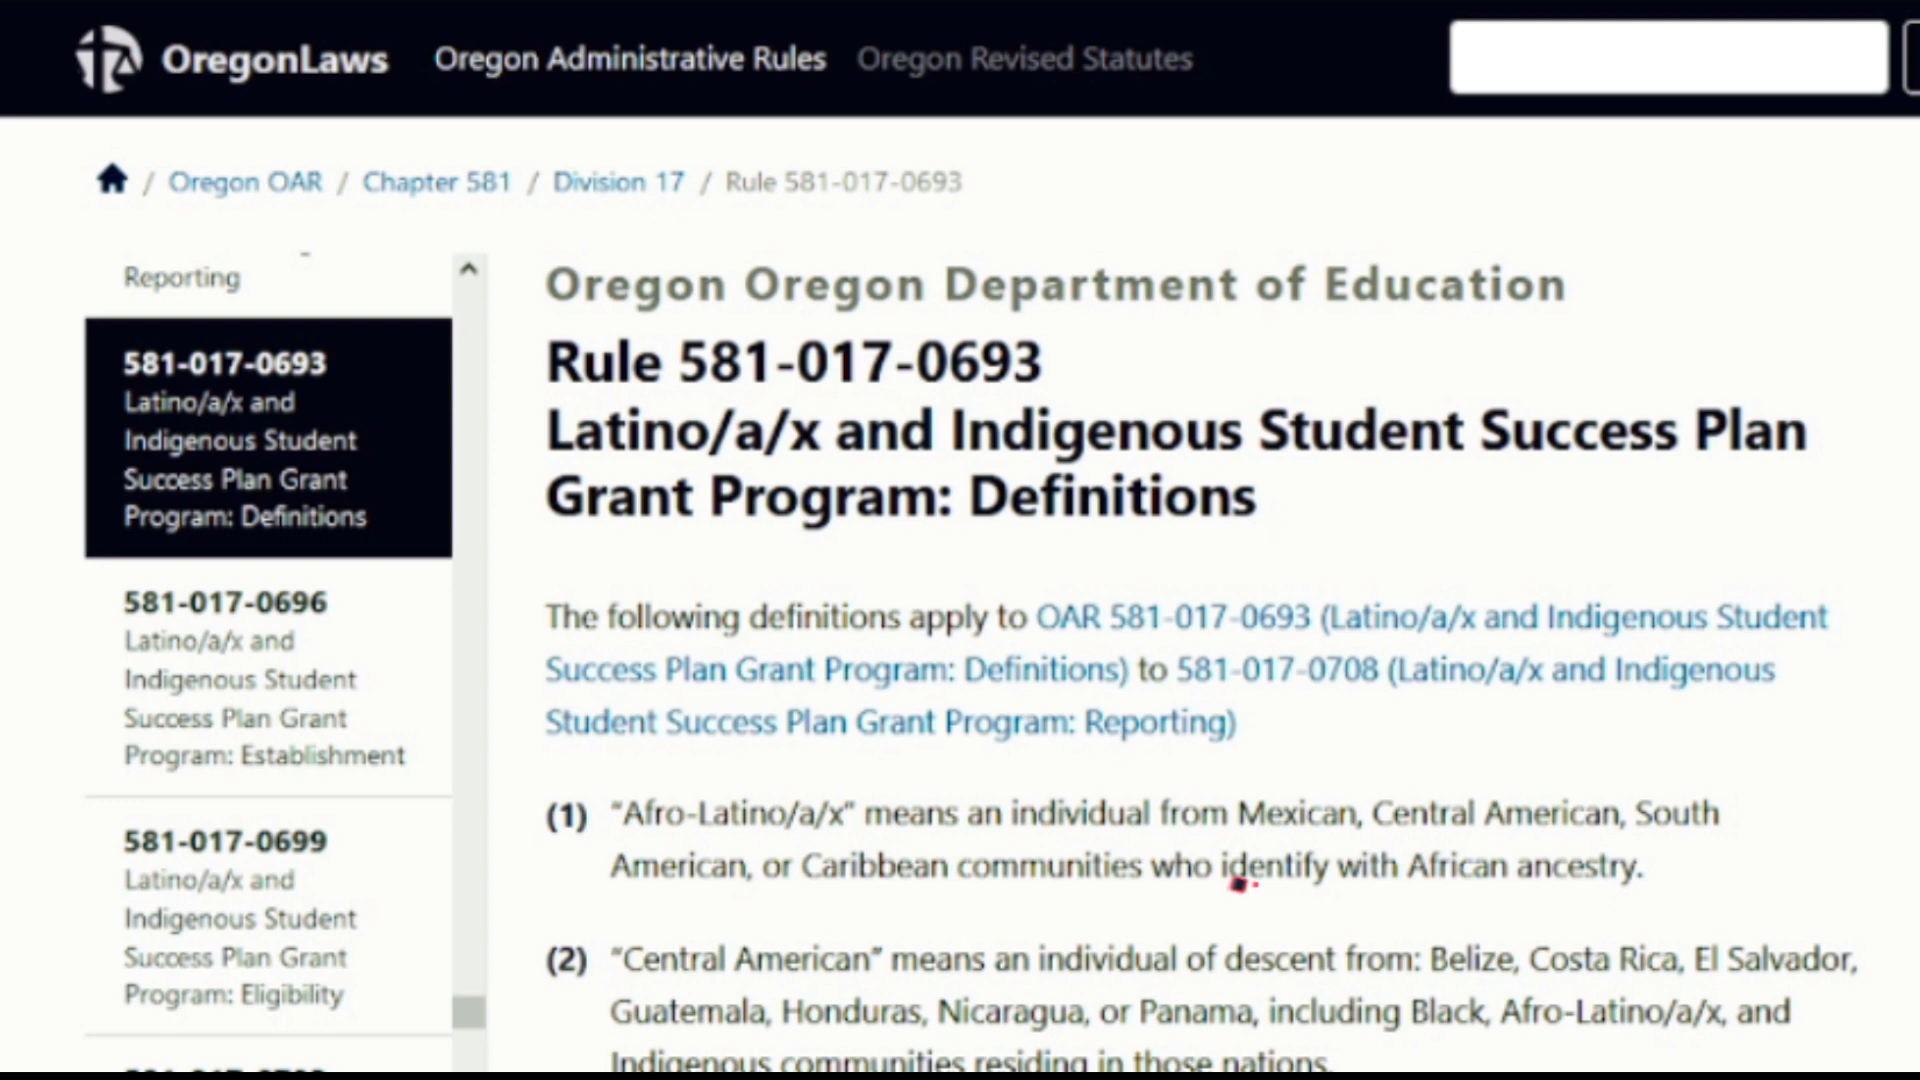 OregonLaws Oregon Administrative Rules Oregon Revised Statutes
/ Oregon OAR / Chapter 581 / Division 17 / Rule 581-017-0693
Reporting
581-017-0693
Latino/a/x and
Indigenous Student
Success Plan Grant
Program: Definitions
581-017-0696
Latino/a/x and
Indigenous Student
Success Plan Grant
Program: Establishment
581-017-0699
Latino/a/x and
Indigenous Student
Success Plan Grant
Program: Eligibility
Oregon Oregon Department of Education
Rule 581-017-0693
Latino/a/x and Indigenous Student Success Plan
Grant Program: Definitions
The following definitions apply to OAR 581-017-0693 (Latino/a/x and Indigenous Student
Success Plan Grant Program: Definitions) to 581-017-0708 (Latino/a/x and Indigenous
Student Success Plan Grant Program: Reporting)
(1) “Afro-Latino/a/x” means an individual from Mexican, Central American, South
American, or Caribbean communities who identify with African ancestry.
(2) “Central American” means an individual of descent from: Belize, Costa Rica, El Salvador,
Guatemala, Honduras, Nicaragua, or Panama, including Black, Afro-Latino/a/x, and
Indigenous communities residing in those nations.